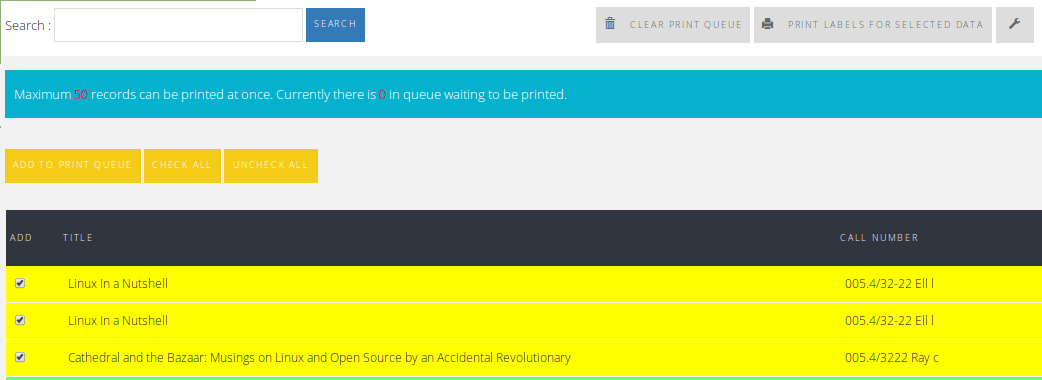 Search : SEARCH CLEAR PRINT QUEUE PRINT LABELS FOR SELECTED DATA
Maximum 50 records can be printed at once. Currently there is 0 in queue waiting to be printed.
ADD TO PRINT QUEUE CHECK ALL UNCHECK ALL
ADD TITLE CALL NUMBER
Linux In a Nutshell 005.4/32-22 Ell l
Linux In a Nutshell 005.4/32-22 Ell l
Cathedral and the Bazaar: Musings on Linux and Open Source by an Accidental Revolutionary 005.4/3222 Ray c